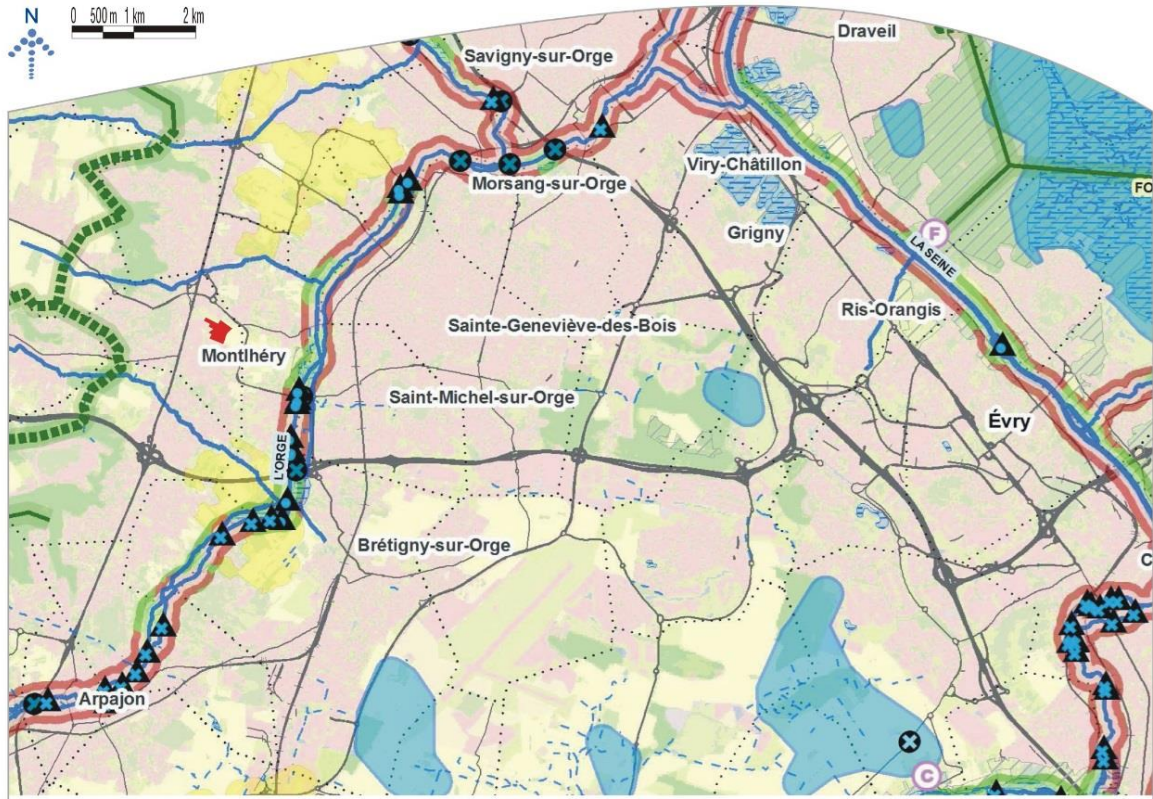 N
0 500 m 1 km 2 km
Draveil
Savigny-sur-Orge
Viry-Châtillon
Morsang-sur-Orge
FO
Grigny
F
LA SEINE
Ris-Orangis
Sainte-Geneviève-des-Bois
Montlhéry
Saint-Michel-sur-Orge
Évry
L'ORGE
Brétigny-sur-Orge
C
Arpajon
C